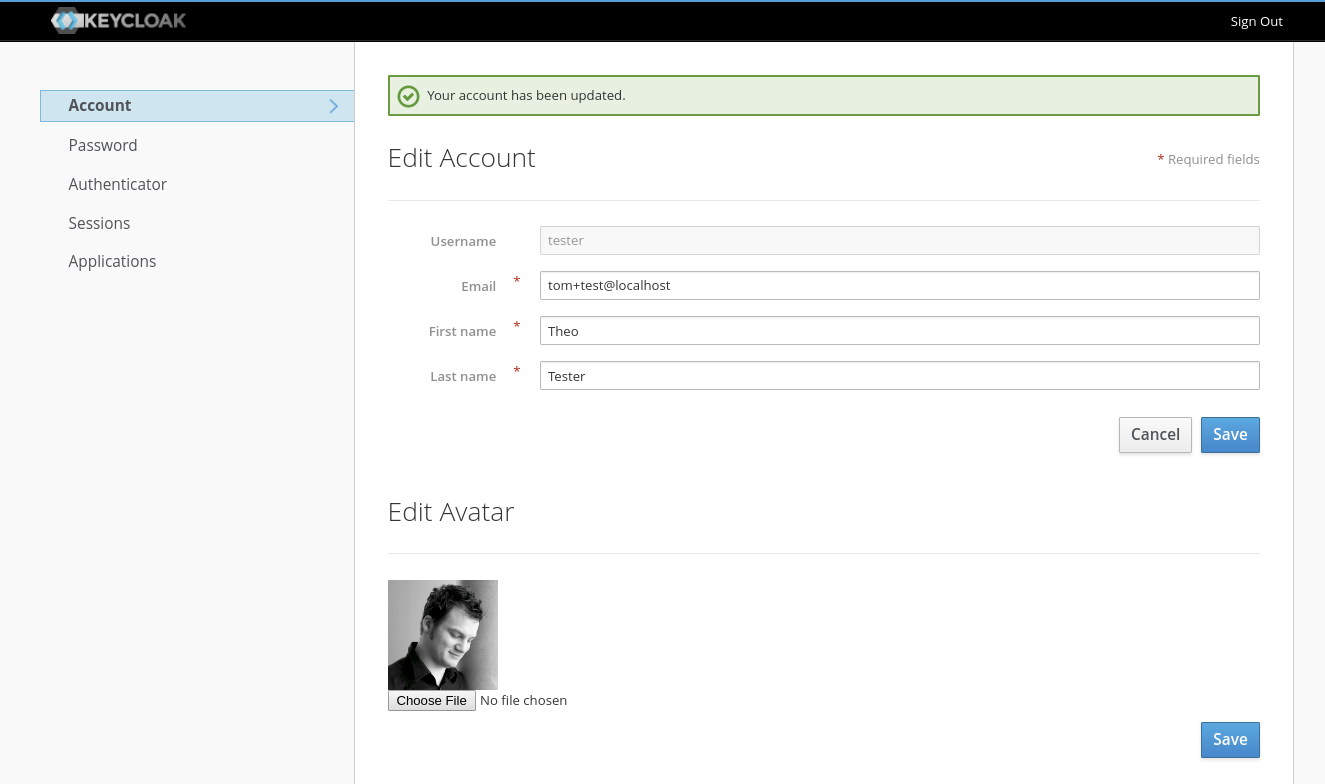 KEYCLOAK
Sign Out
Account
Password
Authenticator
Sessions
Applications
Your account has been updated.
Edit Account
* Required fields
Username tester
Email * tom+test@localhost
First name * Theo
Last name * Tester
Cancel Save
Edit Avatar
Choose File No file chosen
Save